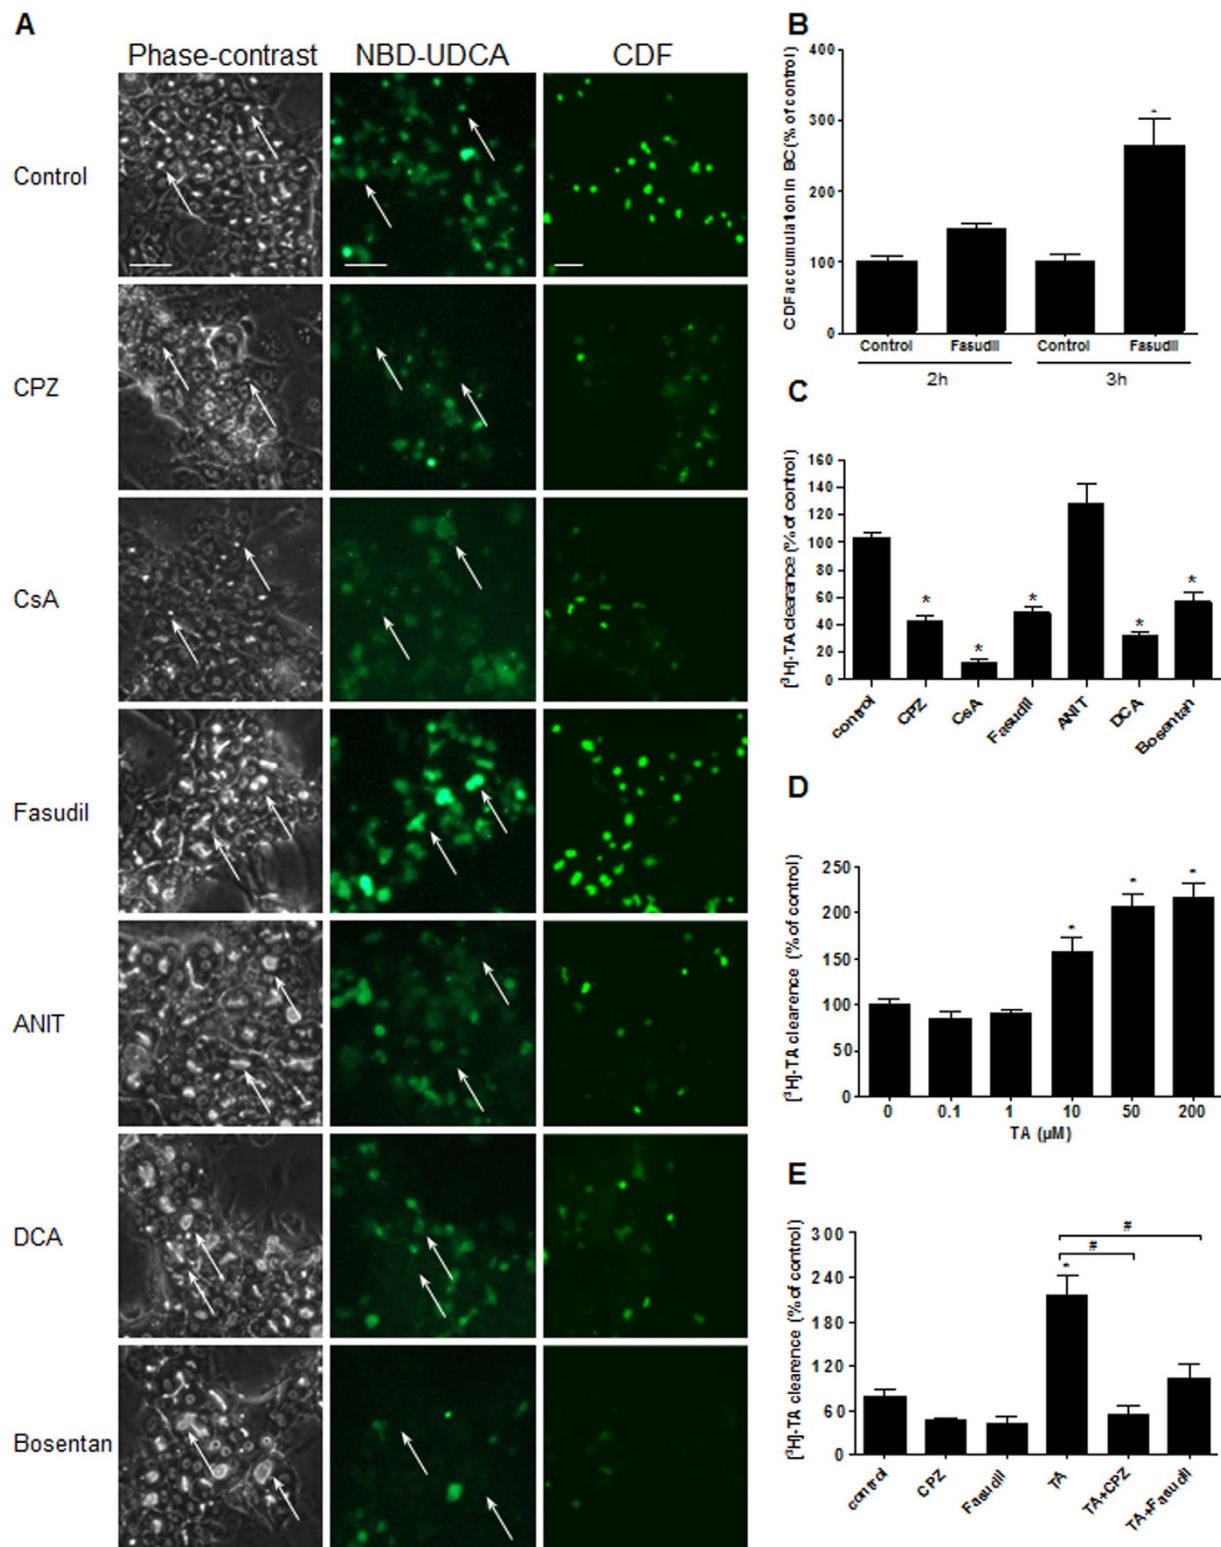 A
Phase-contrast NBD-UDCA CDF
Control
CPZ
CsA
Fasudil
ANIT
DCA
Bosentan
B
CDF accumulation in BC (% of control)
400
300
200
100
0
Control Fasudil Control Fasudil
2h 3h
*
C
[³H]-TA clearance (% of control)
160
140
120
100
80
60
40
20
0
* * * * *
control CPZ CsA Fasudil ANIT DCA Bosentan
D
[³H]-TA clearence (% of control)
250
200
150
100
50
0
* * *
0 0.1 1 10 50 200
TA (µM)
E
[³H]-TA clearence (% of control)
300
240
180
120
60
0
#
#
*
control CPZ Fasudil TA TA+CPZ TA+Fasudil